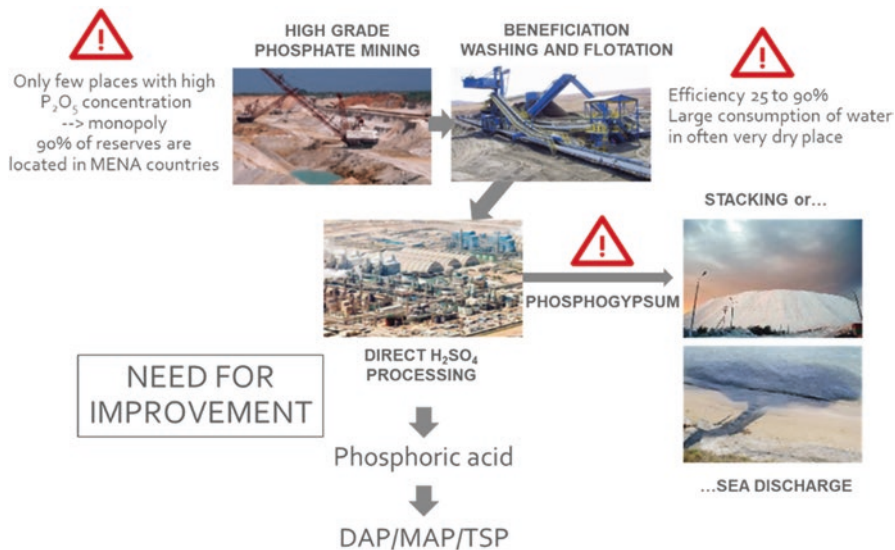 HIGH GRADE
PHOSPHATE MINING
BENEFICIATION
WASHING AND FLOTATION
Only few places with high
P₂O₅ concentration
--> monopoly
90% of reserves are
located in MENA countries
Efficiency 25 to 90%
Large consumption of water
in often very dry place
STACKING or...
PHOSPHOGYPSUM
DIRECT H₂SO₄
PROCESSING
NEED FOR
IMPROVEMENT
Phosphoric acid
...SEA DISCHARGE
DAP/MAP/TSP